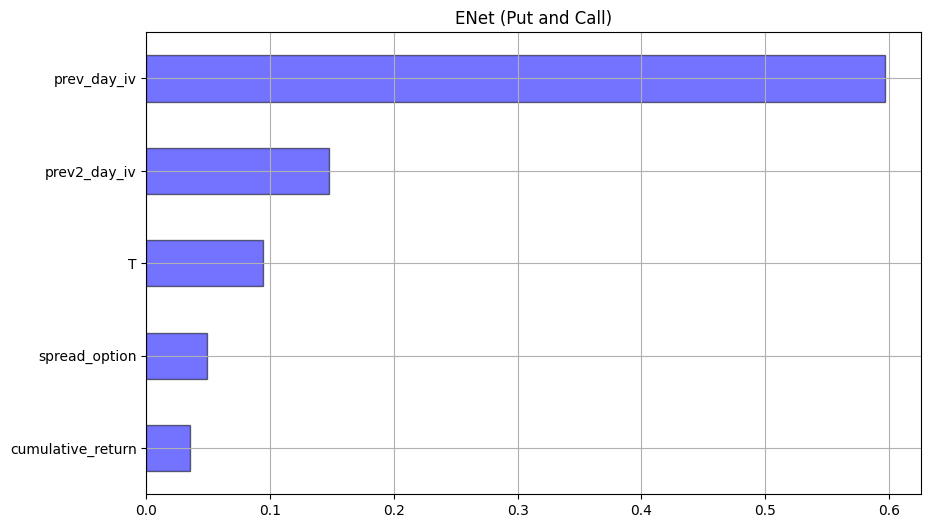 ENet (Put and Call)
prev_day_iv
prev2_day_iv
T
spread_option
cumulative_return
0.0 0.1 0.2 0.3 0.4 0.5 0.6